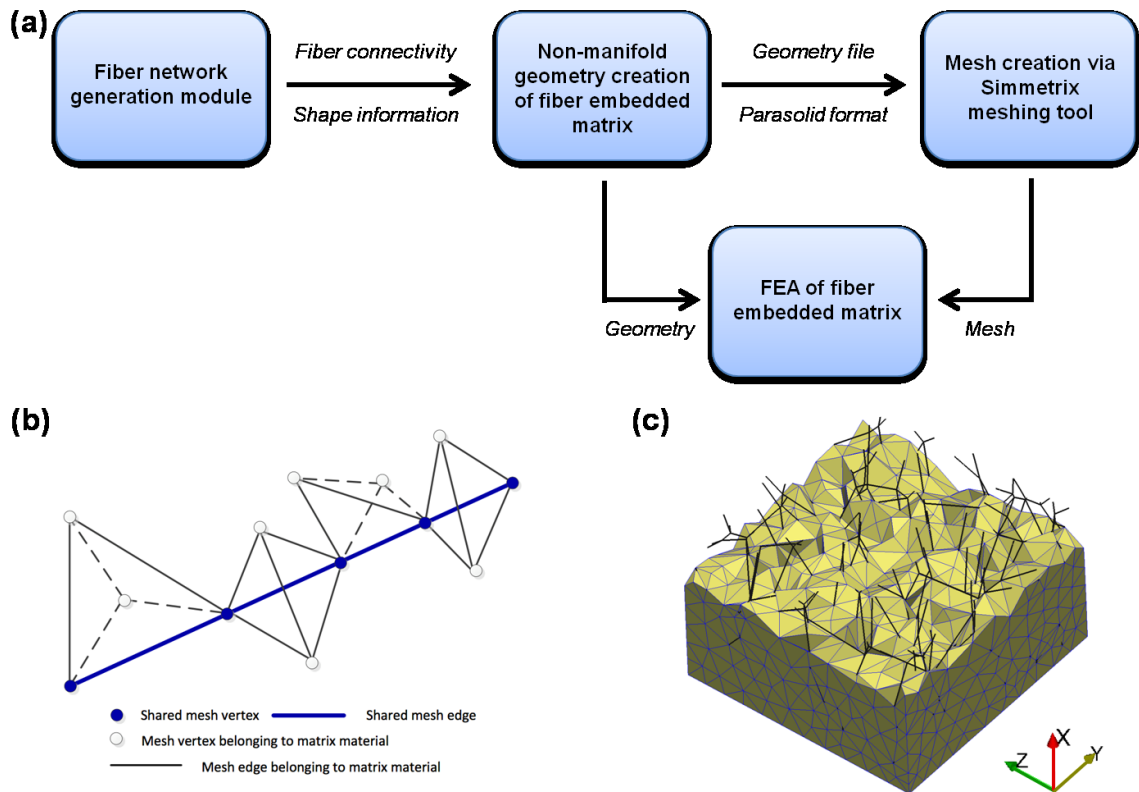 (a)
Fiber network
generation module
Fiber connectivity
Shape information
Non-manifold
geometry creation
of fiber embedded
matrix
Geometry file
Parasolid format
Mesh creation via
Simmetrix
meshing tool
Geometry
FEA of fiber
embedded matrix
Mesh
(b)
Shared mesh vertex
Shared mesh edge
Mesh vertex belonging to matrix material
Mesh edge belonging to matrix material
(c)
X
Z
Y